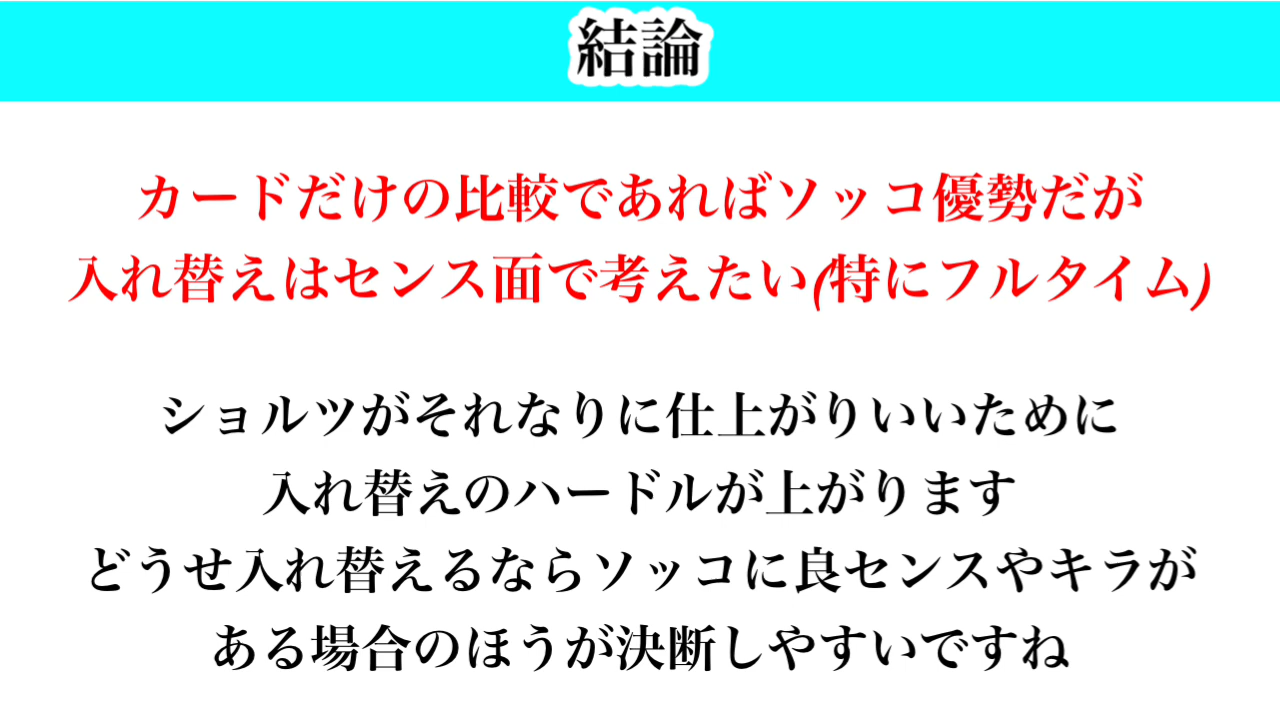 結論
カードだけの比較であればソッコ優勢だが
入れ替えはセンス面で考えたい(特にフルタイム)
ショルツがそれなりに仕上がりいいために
入れ替えのハードルが上がります
どうせ入れ替えるならソッコに良センスやキラが
ある場合のほうが決断しやすいですね